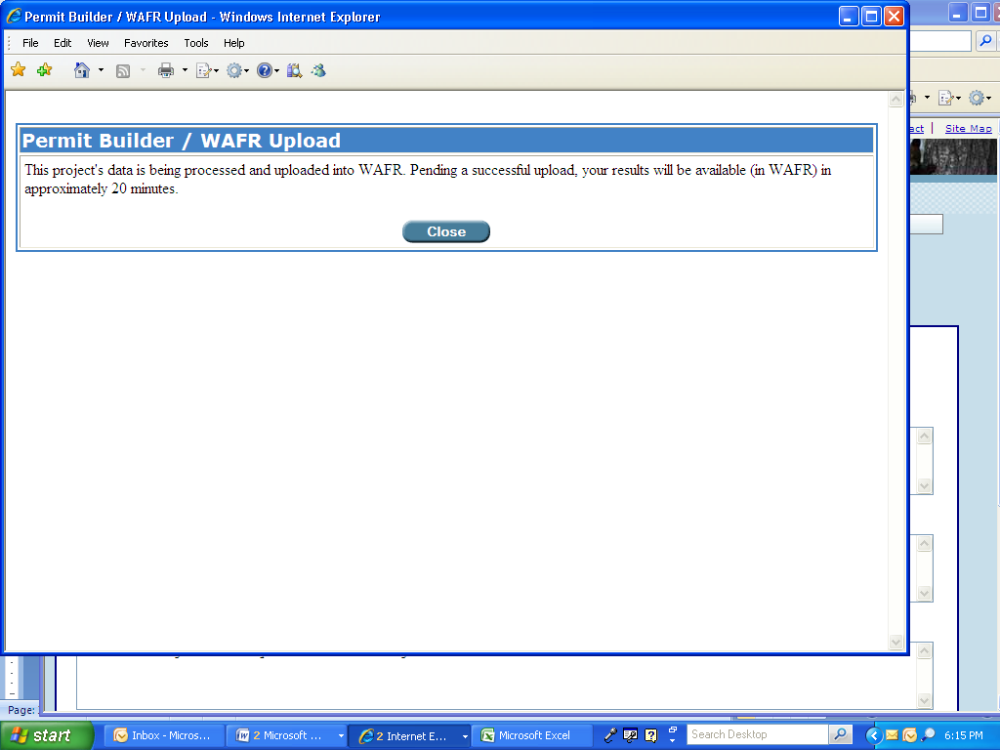 Permit Builder / WAFR Upload - Windows Internet Explorer
File Edit View Favorites Tools Help
Site Map
Permit Builder / WAFR Upload
This project's data is being processed and uploaded into WAFR. Pending a successful upload, your results will be available (in WAFR) in
approximately 20 minutes.
Close
Page:
start
Inbox - Micros...
2 Microsoft ...
2 Internet E...
Microsoft Excel
Search Desktop
6:15 PM